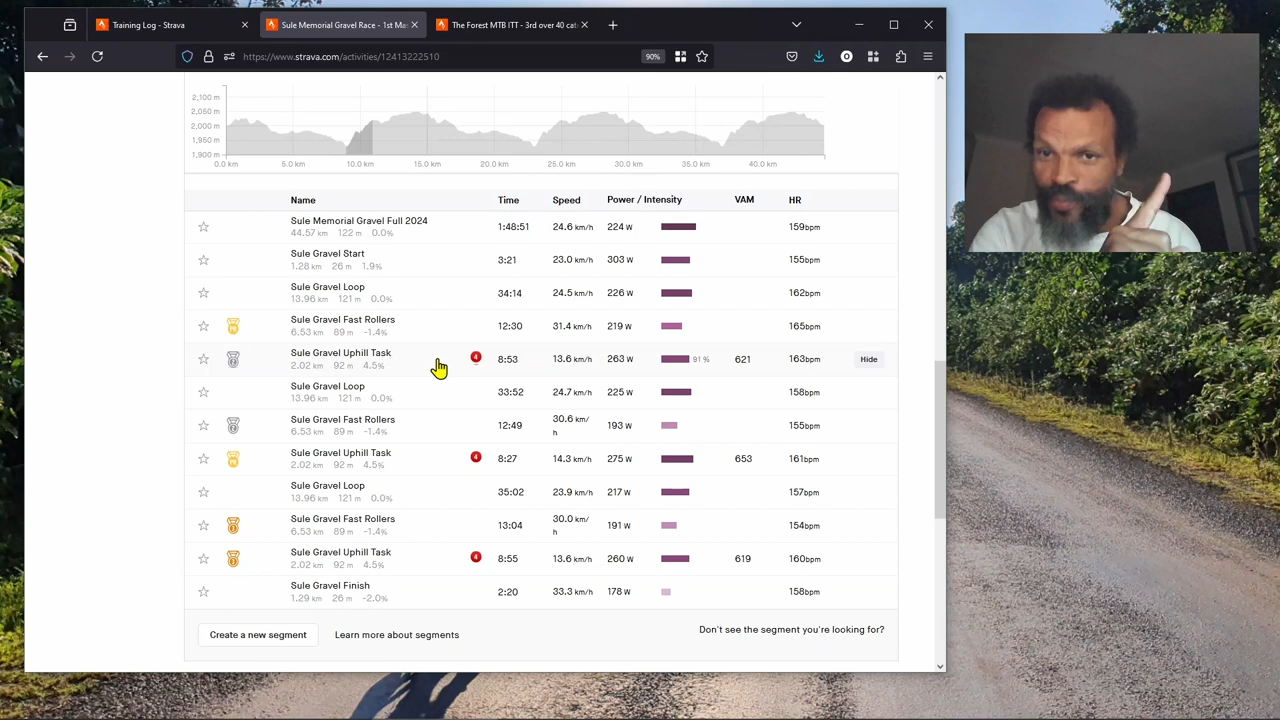 Training Log - Strava
Sule Memorial Gravel Race - 1st Ma
The Forest MTB ITT - 3rd over 40 cat
https://www.strava.com/activities/12413222510
90%
2,100 m
2,050 m
2,000 m
1,950 m
1,900 m
0.0 km 5.0 km 10.0 km 15.0 km 20.0 km 25.0 km 30.0 km 35.0 km 40.0 km
Name Time Speed Power / Intensity VAM HR
Sule Memorial Gravel Full 2024 1:48:51 24.6 km/h 224 W 159bpm
44.57 km 122 m 0.0%
Sule Gravel Start 3:21 23.0 km/h 303 W 155bpm
1.28 km 26 m 1.9%
Sule Gravel Loop 34:14 24.5 km/h 226 W 162bpm
13.96 km 121 m 0.0%
Sule Gravel Fast Rollers 12:30 31.4 km/h 219 W 165bpm
6.53 km 89 m -1.4%
Sule Gravel Uphill Task 4 8:53 13.6 km/h 263 W 91 % 621 163bpm Hide
2.02 km 92 m 4.5%
Sule Gravel Loop 33:52 24.7 km/h 225 W 158bpm
13.96 km 121 m 0.0%
Sule Gravel Fast Rollers 12:49 30.6 km/ 193 W 155bpm
6.53 km 89 m -1.4% h
Sule Gravel Uphill Task 4 8:27 14.3 km/h 275 W 653 161bpm
2.02 km 92 m 4.5%
Sule Gravel Loop 35:02 23.9 km/h 217 W 157bpm
13.96 km 121 m 0.0%
Sule Gravel Fast Rollers 13:04 30.0 km/ 191 W 154bpm
6.53 km 89 m -1.4% h
Sule Gravel Uphill Task 4 8:55 13.6 km/h 260 W 619 160bpm
2.02 km 92 m 4.5%
Sule Gravel Finish 2:20 33.3 km/h 178 W 158bpm
1.29 km 26 m -2.0%
Create a new segment Learn more about segments Don't see the segment you're looking for?